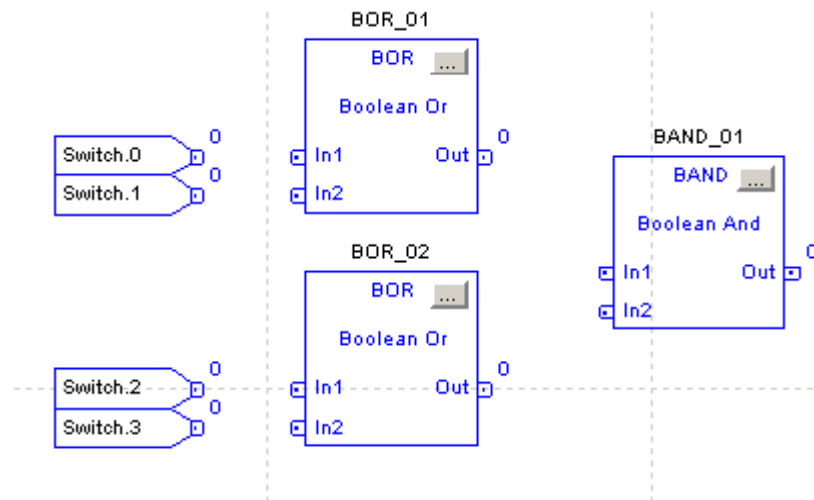 BOR_01
BOR ...
Boolean Or
0
Switch.0 In1 Out 0
0
Switch.1 In2
BAND_01
BAND ...
Boolean And
0
In1 Out
In2
BOR_02
BOR ...
Boolean Or
0
Switch.2 In1 Out 0
0
Switch.3 In2